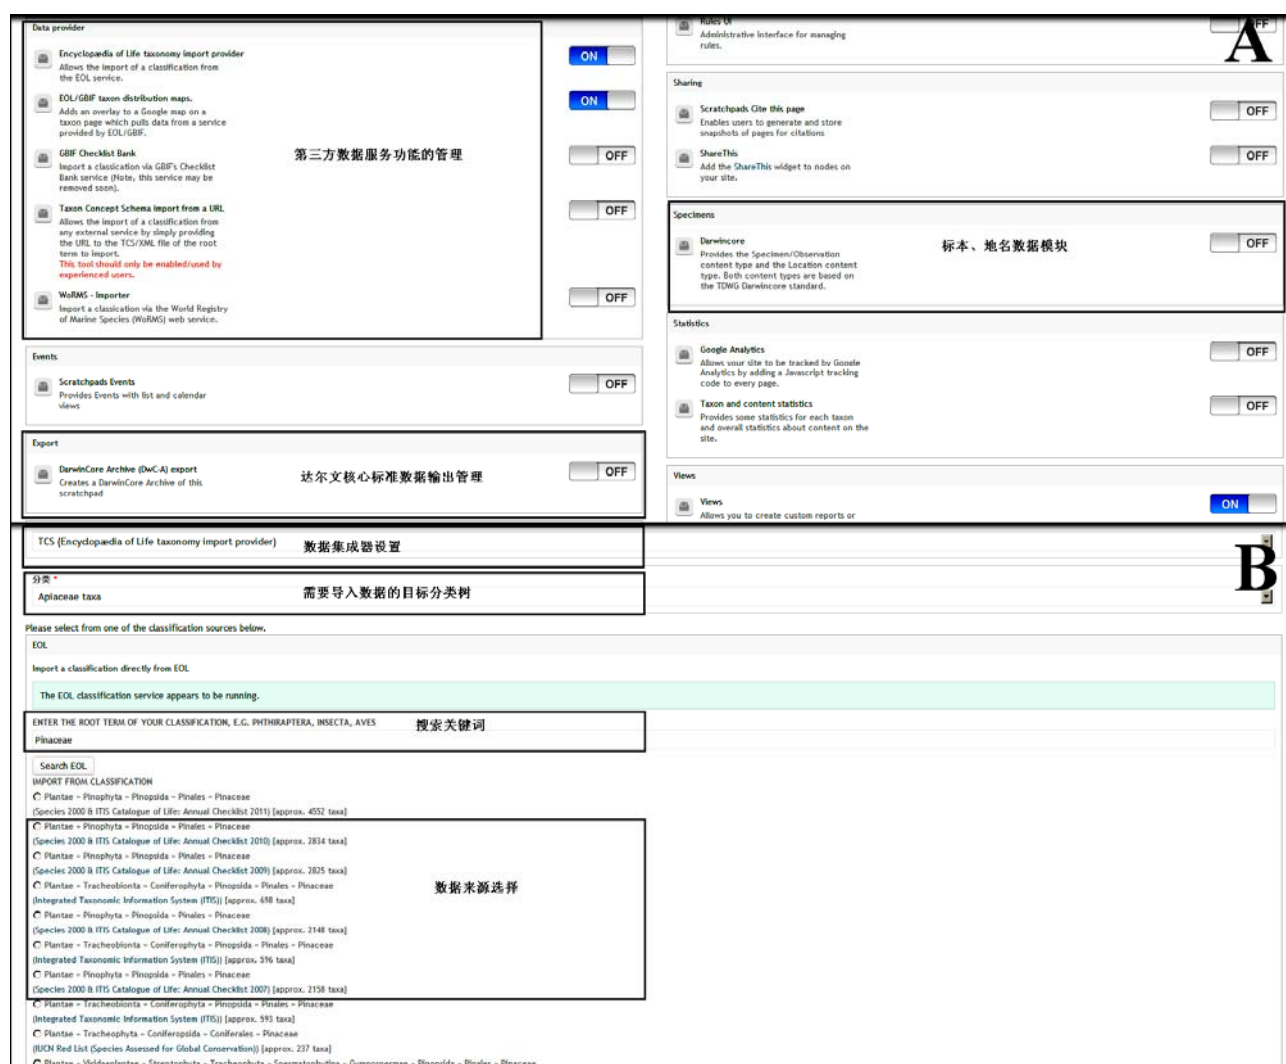 Data provider
Encyclopædia of Life taxonomy import provider
Allows the import of a classification from
the EOL service.
ON
EOL/GBIF taxon distribution maps.
Adds an overlay to a Google map on a
taxon page which pulls data from a service
provided by EOL/GBIF.
ON
第三方数据服务功能的管理
GBIF Checklist Bank
Import a classication via GBIF's Checklist
Bank service (Note, this service may be
removed soon).
OFF
Taxon Concept Schema import from a URL
Allows the import of a classification from
any external service by simply providing
the URL to the TCS/XML file of the root
term to import.
This tool should only be enabled/used by
experienced users.
OFF
WoRMS - Importer
Import a classication via the World Registry
of Marine Species (WoRMS) web service.
OFF
Events
Scratchpads Events
Provides Events with list and calendar
views
OFF
Export
DarwinCore Archive (DwC-A) export
Creates a DarwinCore Archive of this
scratchpad
达尔文核心标准数据输出管理
OFF
Rules UI
Administrative interface for managing
rules.
OFF
A
Sharing
Scratchpads Cite this page
Enables users to generate and store
snapshots of pages for citations
OFF
ShareThis
Add the ShareThis widget to nodes on
your site.
OFF
Specimens
Darwincore
Provides the Specimen/Observation
content type and the Location content
type. Both content types are based on
the TDWG Darwincore standard.
标本、地名数据模块
OFF
Statistics
Google Analytics
Allows your site to be tracked by Google
Analytics by adding a Javascript tracking
code to every page.
OFF
Taxon and content statistics
Provides some statistics for each taxon
and overall statistics about content on the
site.
OFF
Views
Views
Allows you to create custom reports or
ON
TCS (Encyclopædia of Life taxonomy import provider)
数据集成器设置
B
分类 *
Apiaceae taxa
需要导入数据的目标分类树
Please select from one of the classification sources below.
EOL
Import a classification directly from EOL
The EOL classification service appears to be running.
ENTER THE ROOT TERM OF YOUR CLASSIFICATION, E.G. PHTHIRAPTERA, INSECTA, AVES
搜索关键词
Pinaceae
Search EOL
IMPORT FROM CLASSIFICATION
Plantae - Pinophyta - Pinopsida - Pinales - Pinaceae
(Species 2000 & ITIS Catalogue of Life: Annual Checklist 2011) [approx. 4552 taxa]
Plantae - Pinophyta - Pinopsida - Pinales - Pinaceae
(Species 2000 & ITIS Catalogue of Life: Annual Checklist 2010) [approx. 2834 taxa]
Plantae - Pinophyta - Pinopsida - Pinales - Pinaceae
(Species 2000 & ITIS Catalogue of Life: Annual Checklist 2009) [approx. 2825 taxa]
Plantae - Tracheobionta - Coniferophyta - Pinopsida - Pinales - Pinaceae
数据来源选择
(Integrated Taxonomic Information System (ITIS)) [approx. 698 taxa]
Plantae - Pinophyta - Pinopsida - Pinales - Pinaceae
(Species 2000 & ITIS Catalogue of Life: Annual Checklist 2008) [approx. 2148 taxa]
Plantae - Tracheobionta - Coniferophyta - Pinopsida - Pinales - Pinaceae
(Integrated Taxonomic Information System (ITIS)) [approx. 596 taxa]
Plantae - Pinophyta - Pinopsida - Pinales - Pinaceae
(Species 2000 & ITIS Catalogue of Life: Annual Checklist 2007) [approx. 2158 taxa]
Plantae - Tracheobionta - Coniferophyta - Pinopsida - Pinales - Pinaceae
(Integrated Taxonomic Information System (ITIS)) [approx. 593 taxa]
Plantae - Tracheophyta - Coniferopsida - Coniferales - Pinaceae
(IUCN Red List (Species Assessed for Global Conservation)) [approx. 237 taxa]
Plantae - Viridaeplantae - Streptophyta - Tracheophyta - Spermatophytina - Gymnospermae - Pinopsida - Pinales - Pinaceae